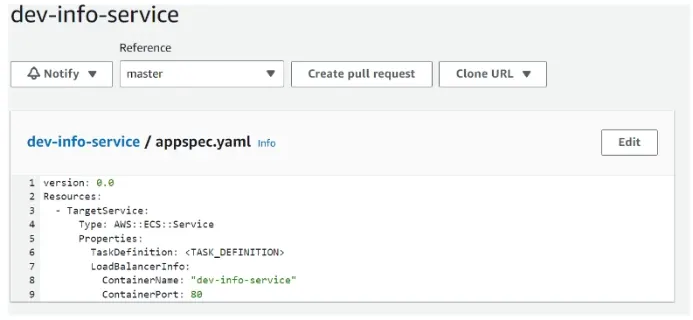 dev-info-service
Reference
Notify
master
Create pull request
Clone URL
dev-info-service / appspec.yaml Info
Edit
1 version: 0.0
2 Resources:
3   - TargetService:
4       Type: AWS::ECS::Service
5       Properties:
6         TaskDefinition: <TASK_DEFINITION>
7         LoadBalancerInfo:
8           ContainerName: "dev-info-service"
9           ContainerPort: 80